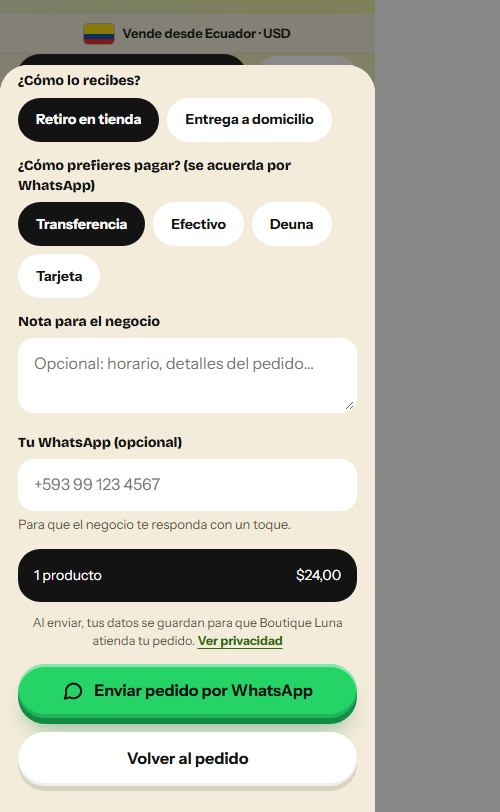 Vende desde Ecuador · USD
¿Cómo lo recibes?
Retiro en tienda
Entrega a domicilio
¿Cómo prefieres pagar? (se acuerda por
WhatsApp)
Transferencia
Efectivo
Deuna
Tarjeta
Nota para el negocio
Opcional: horario, detalles del pedido...
Tu WhatsApp (opcional)
+593 99 123 4567
Para que el negocio te responda con un toque.
1 producto
$24,00
Al enviar, tus datos se guardan para que Boutique Luna
atienda tu pedido. Ver privacidad
Enviar pedido por WhatsApp
Volver al pedido